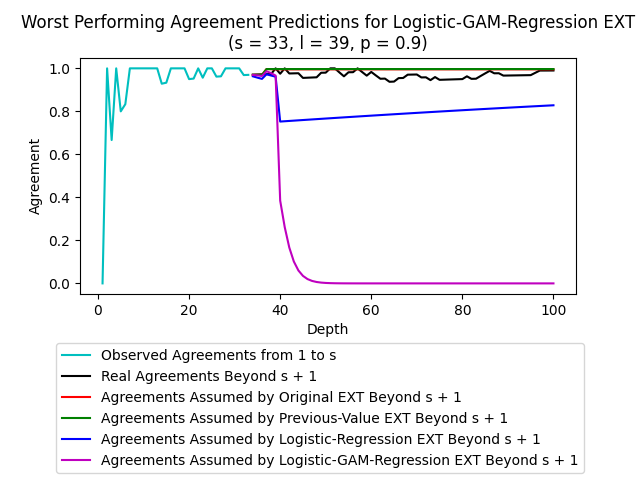 Worst Performing Agreement Predictions for Logistic-GAM-Regression EXT
(s = 33, l = 39, p = 0.9)
1.0
0.8
0.6
0.4
0.2
0.0
Agreement
0 20 40 60 80 100
Depth
Observed Agreements from 1 to s
Real Agreements Beyond s + 1
Agreements Assumed by Original EXT Beyond s + 1
Agreements Assumed by Previous-Value EXT Beyond s + 1
Agreements Assumed by Logistic-Regression EXT Beyond s + 1
Agreements Assumed by Logistic-GAM-Regression EXT Beyond s + 1